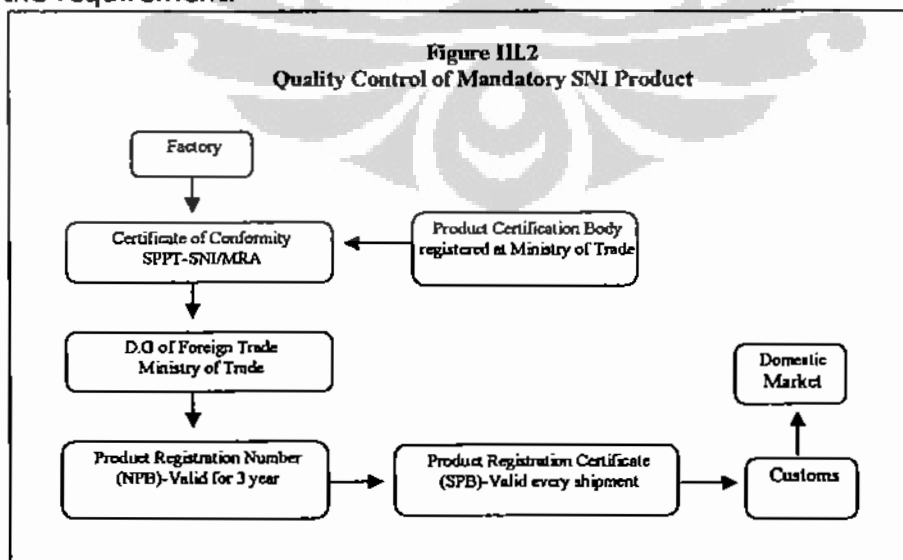 the requirement.
Figure III.2
Quality Control of Mandatory SNI Product
Factory
Certificate of Conformity
SPPT-SNI/MRA
Product Certification Body
registered at Ministry of Trade
D.G of Foreign Trade
Ministry of Trade
Domestic
Market
Product Registration Number
(NPB)-Valid for 3 year
Product Registration Certificate
(SPB)-Valid every shipment
Customs